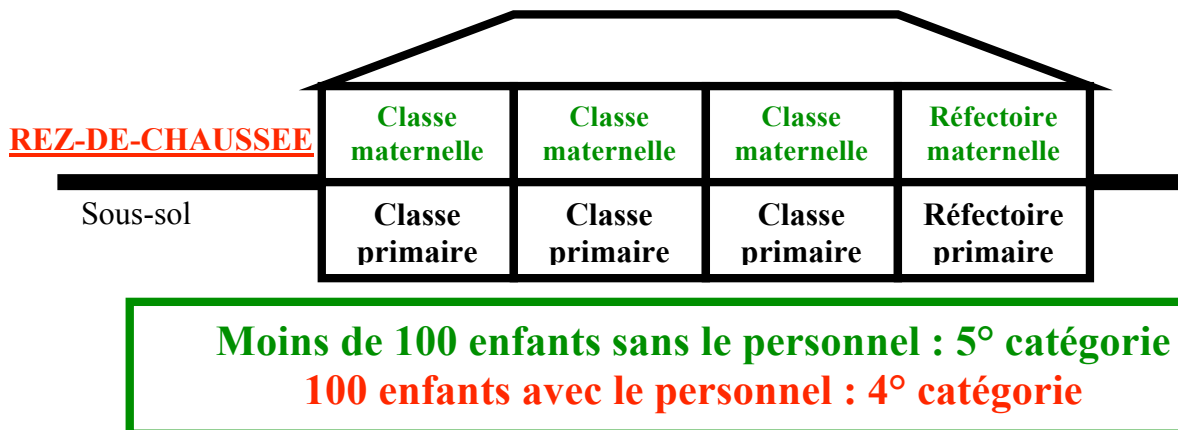 REZ-DE-CHAUSSEE
Classe maternelle
Classe maternelle
Classe maternelle
Réfectoire maternelle
Sous-sol
Classe primaire
Classe primaire
Classe primaire
Réfectoire primaire
Moins de 100 enfants sans le personnel : 5° catégorie
100 enfants avec le personnel : 4° catégorie